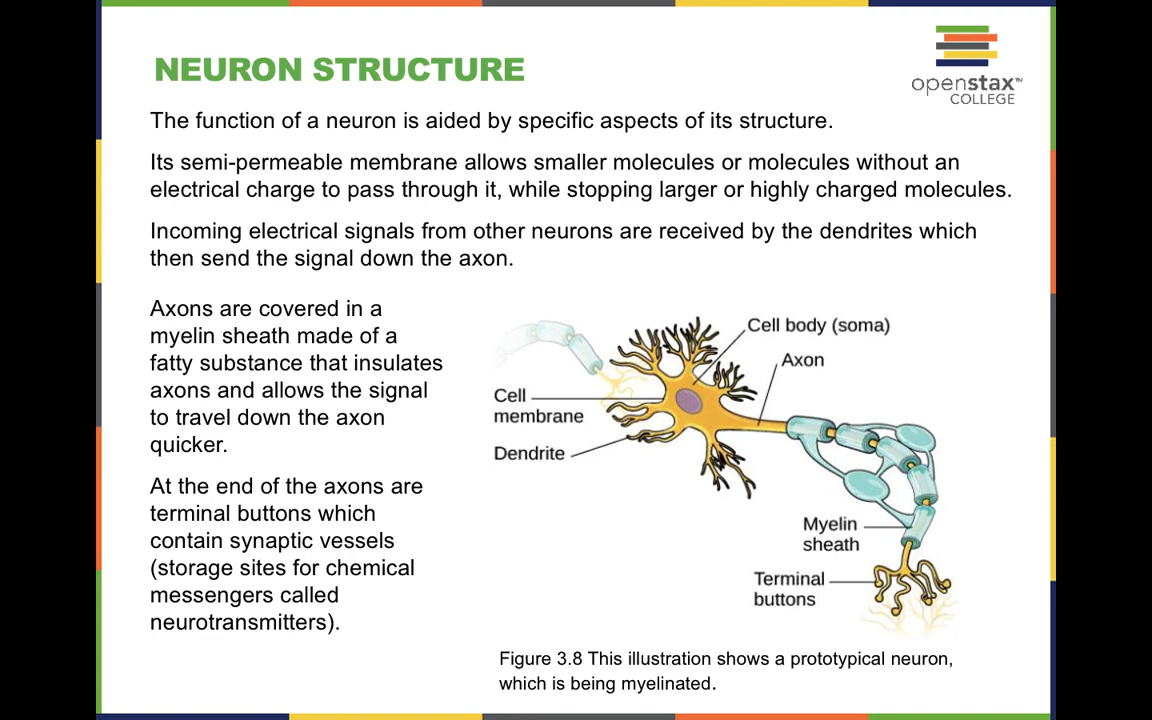 NEURON STRUCTURE
openstax™
COLLEGE
The function of a neuron is aided by specific aspects of its structure.
Its semi-permeable membrane allows smaller molecules or molecules without an
electrical charge to pass through it, while stopping larger or highly charged molecules.
Incoming electrical signals from other neurons are received by the dendrites which
then send the signal down the axon.
Axons are covered in a
myelin sheath made of a
fatty substance that insulates
axons and allows the signal
to travel down the axon
quicker.
At the end of the axons are
terminal buttons which
contain synaptic vessels
(storage sites for chemical
messengers called
neurotransmitters).
Cell body (soma)
Axon
Cell
membrane
Dendrite
Myelin
sheath
Terminal
buttons
Figure 3.8 This illustration shows a prototypical neuron,
which is being myelinated.